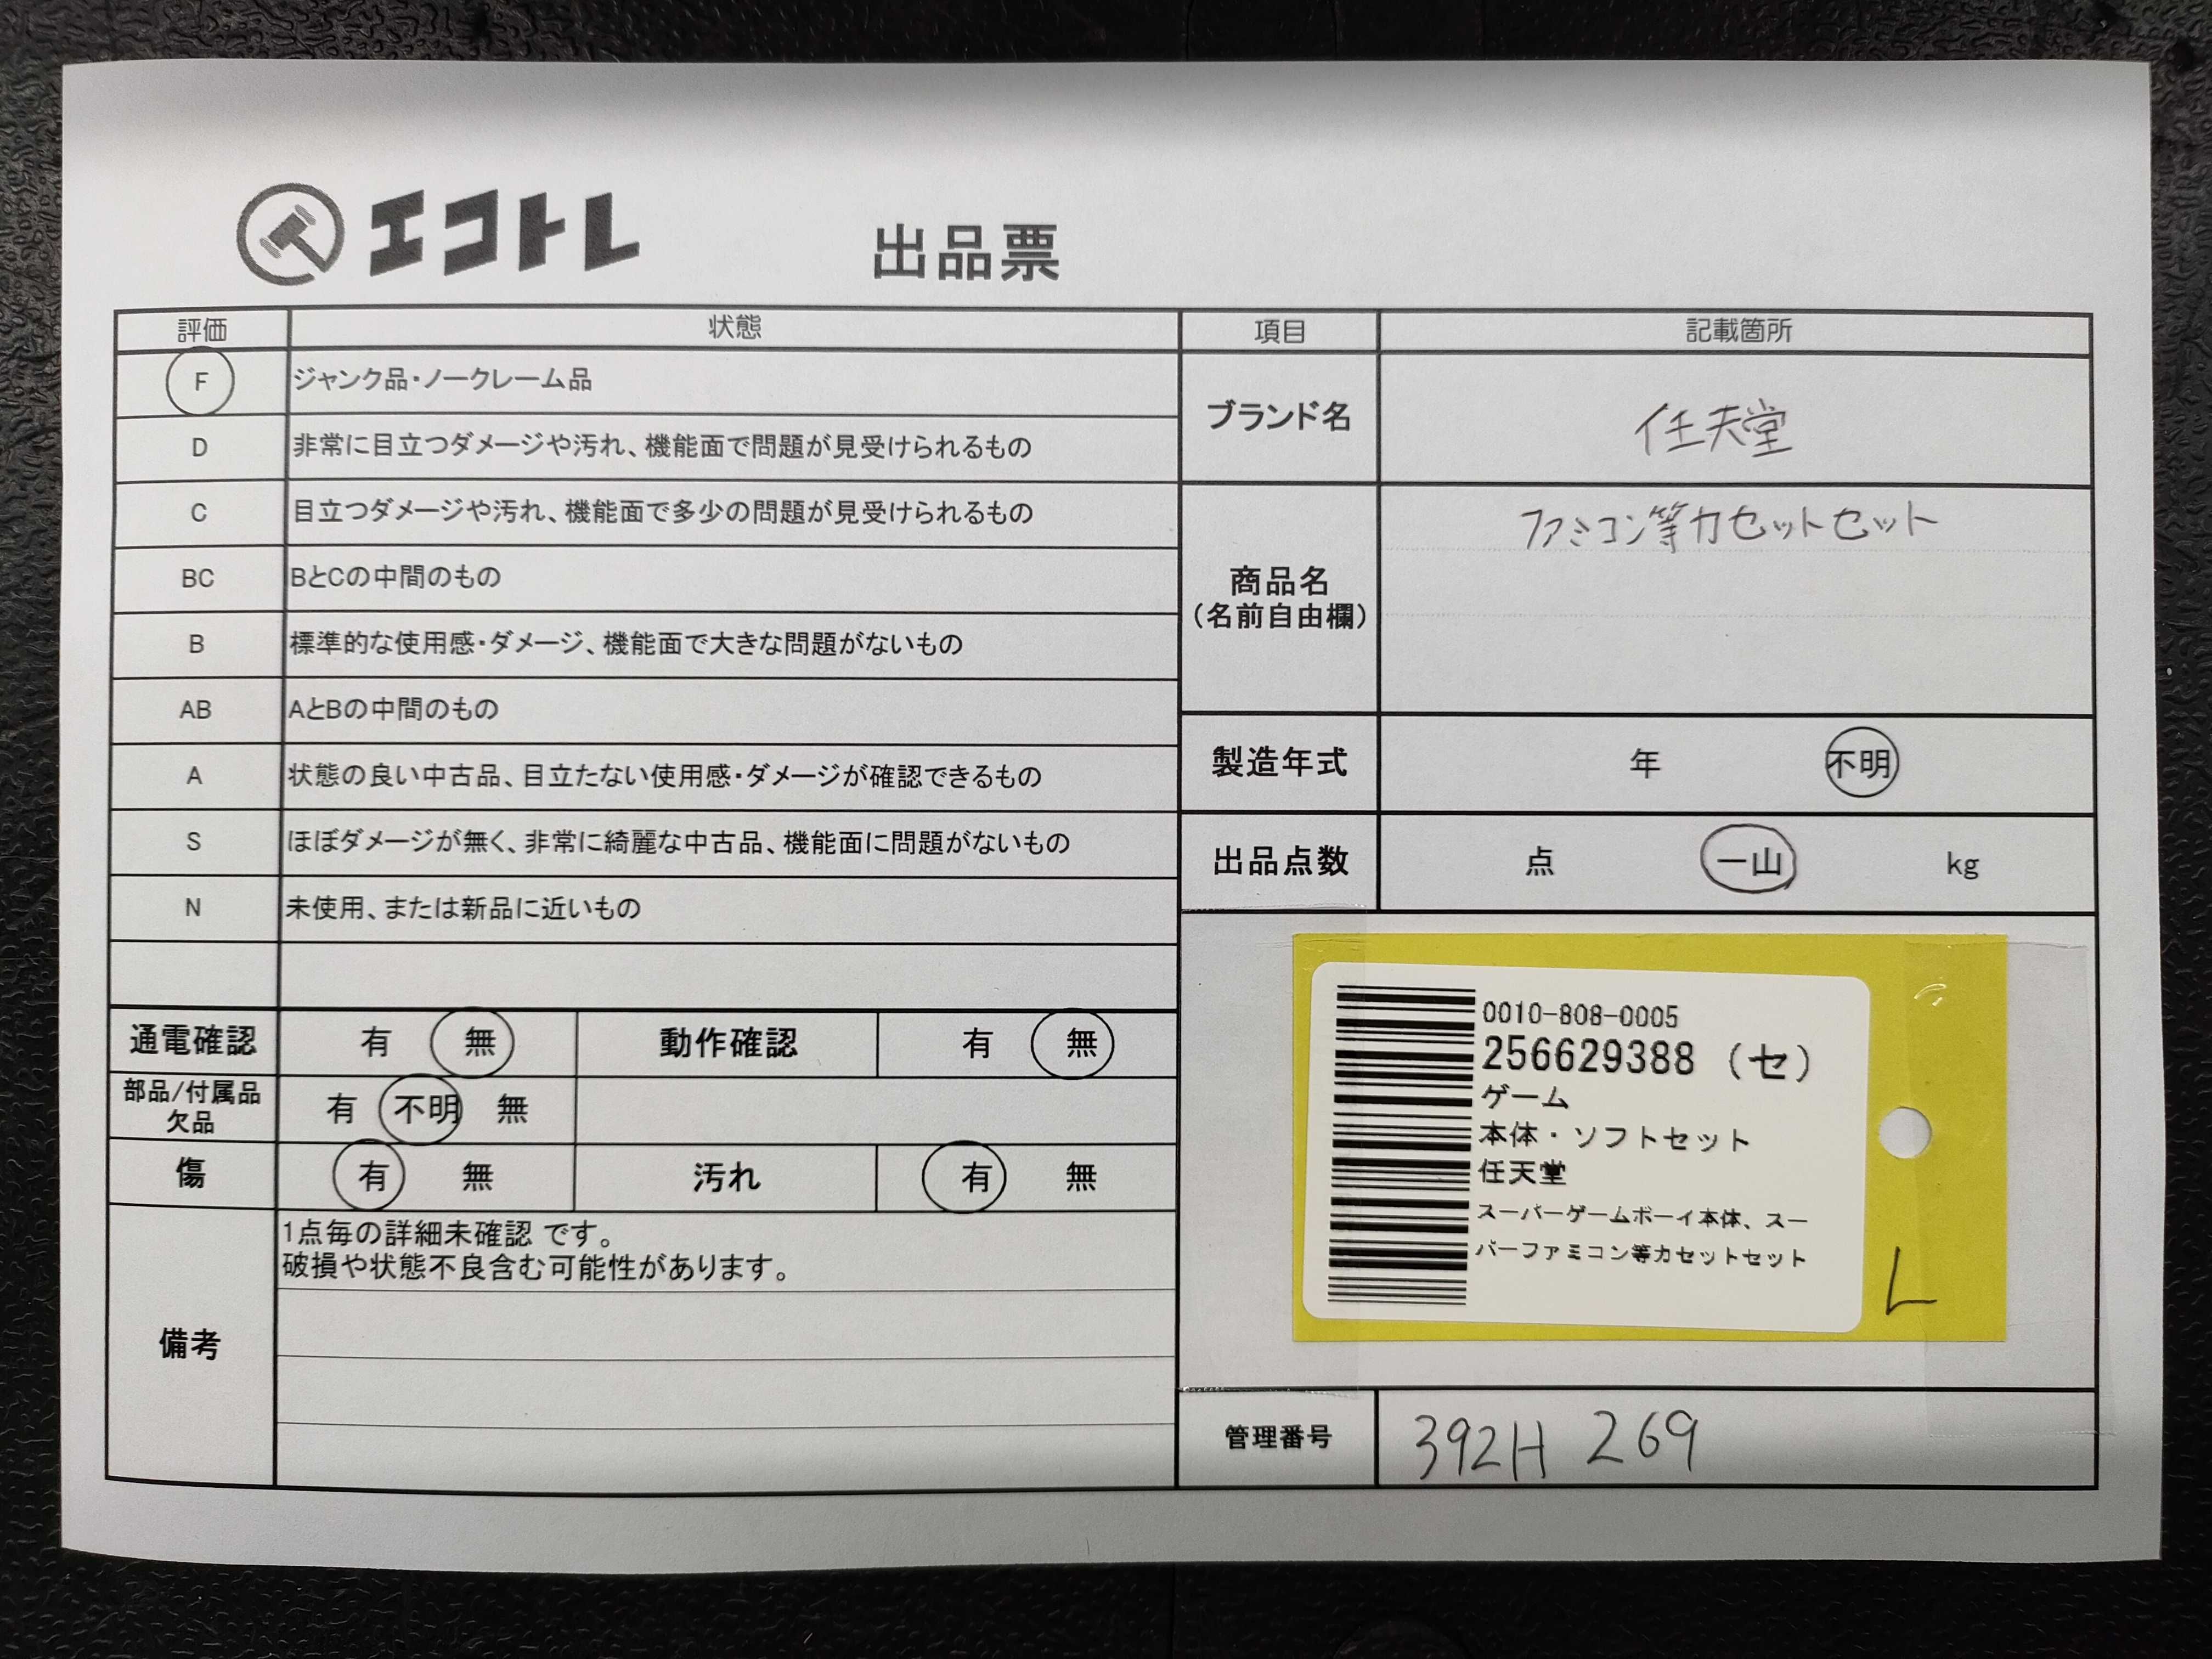 エコトレ
出品票
評価 状態
F ジャンク品・ノークレーム品
D 非常に目立つダメージや汚れ、機能面で問題が見受けられるもの
C 目立つダメージや汚れ、機能面で多少の問題が見受けられるもの
BC BとCの中間のもの
B 標準的な使用感・ダメージ、機能面で大きな問題がないもの
AB AとBの中間のもの
A 状態の良い中古品、目立たない使用感・ダメージが確認できるもの
S ほぼダメージが無く、非常に綺麗な中古品、機能面に問題がないもの
N 未使用、または新品に近いもの
通電確認 有 無 動作確認 有 無
部品/付属品
欠品
有 不明 無
傷 有 無 汚れ 有 無
備考
1点毎の詳細未確認 です。
破損や状態不良含む可能性があります。
項目 記載箇所
ブランド名 任天堂
商品名
(名前自由欄)
ファミコン等カセットセット
製造年式 年 不明
出品点数 点 一山 kg
0010-808-0005
256629388 (セ)
ゲーム
本体・ソフトセット
任天堂
スーパーゲームボーイ本体、スー
パーファミコン等カセットセット
L
管理番号 392H 269